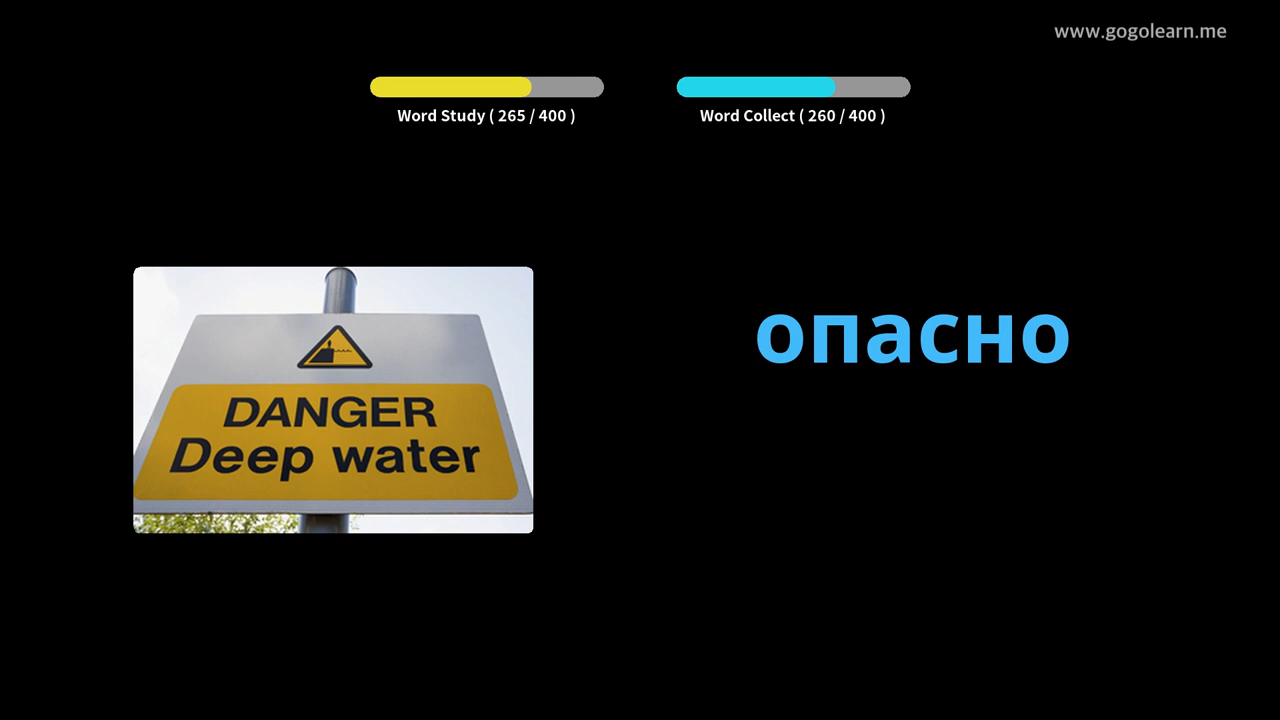 www.gogolearn.me
Word Study ( 265 / 400 )
Word Collect ( 260 / 400 )
опасно
DANGER
Deep water